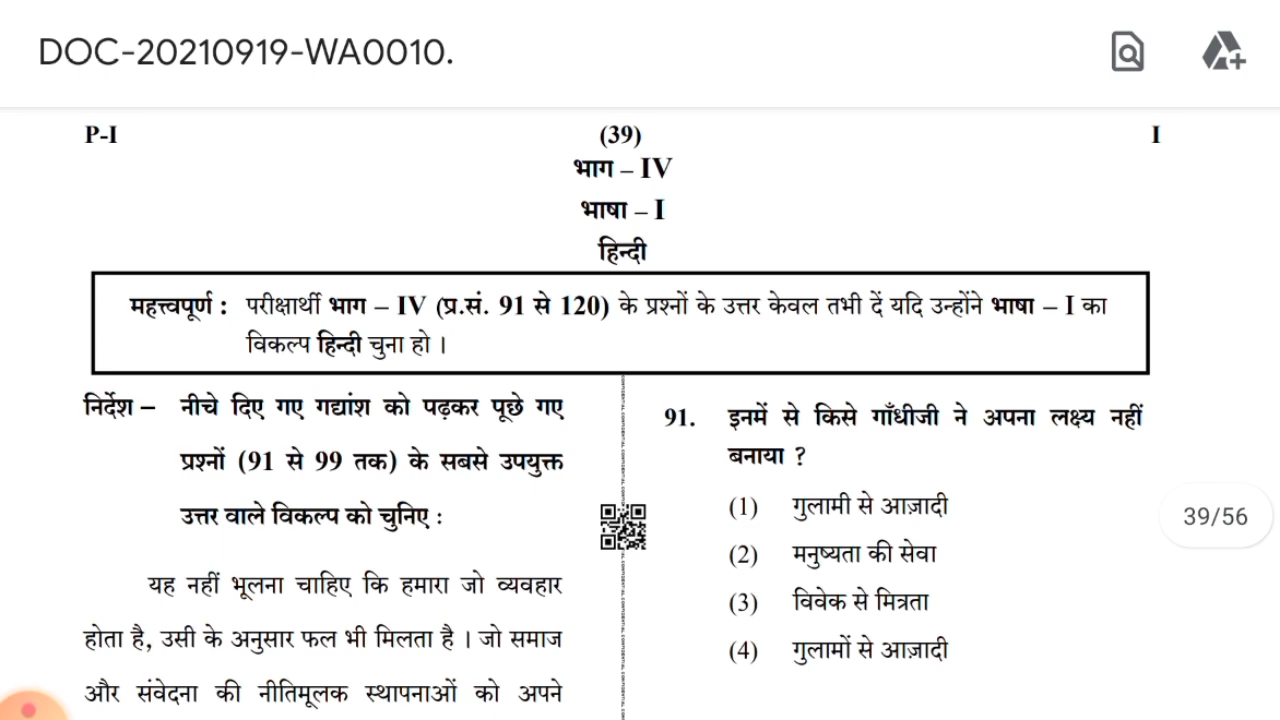 DOC-20210919-WA0010.
P-I (39) I
भाग – IV
भाषा – I
हिन्दी
महत्त्वपूर्ण : परीक्षार्थी भाग – IV (प्र.सं. 91 से 120) के प्रश्नों के उत्तर केवल तभी दें यदि उन्होंने भाषा – I का
विकल्प हिन्दी चुना हो ।
निर्देश – नीचे दिए गए गद्यांश को पढ़कर पूछे गए
प्रश्नों (91 से 99 तक) के सबसे उपयुक्त
उत्तर वाले विकल्प को चुनिए :
यह नहीं भूलना चाहिए कि हमारा जो व्यवहार
होता है, उसी के अनुसार फल भी मिलता है । जो समाज
और संवेदना की नीतिमूलक स्थापनाओं को अपने
91. इनमें से किसे गाँधीजी ने अपना लक्ष्य नहीं
बनाया ?
(1) गुलामी से आज़ादी
(2) मनुष्यता की सेवा
(3) विवेक से मित्रता
(4) गुलामों से आज़ादी
39/56